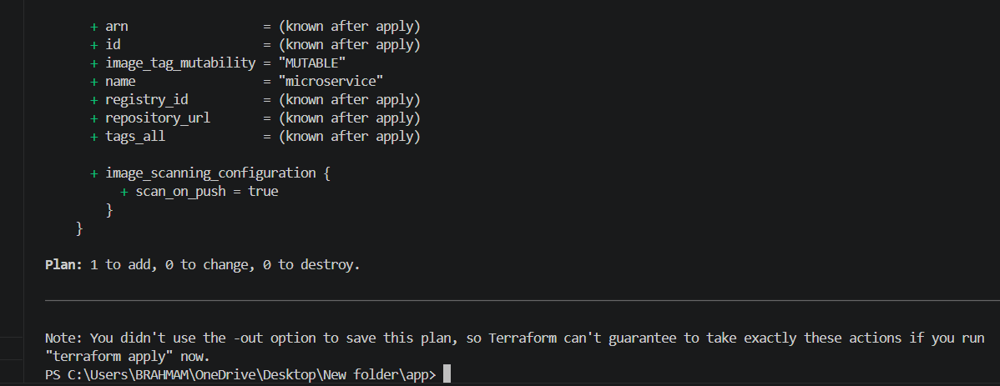 + arn                  = (known after apply)
+ id                   = (known after apply)
+ image_tag_mutability = "MUTABLE"
+ name                 = "microservice"
+ registry_id          = (known after apply)
+ repository_url       = (known after apply)
+ tags_all             = (known after apply)
+ image_scanning_configuration {
+ scan_on_push = true
}
}
Plan: 1 to add, 0 to change, 0 to destroy.
Note: You didn't use the -out option to save this plan, so Terraform can't guarantee to take exactly these actions if you run
"terraform apply" now.
PS C:\Users\BRAHMAM\OneDrive\Desktop\New folder\app>